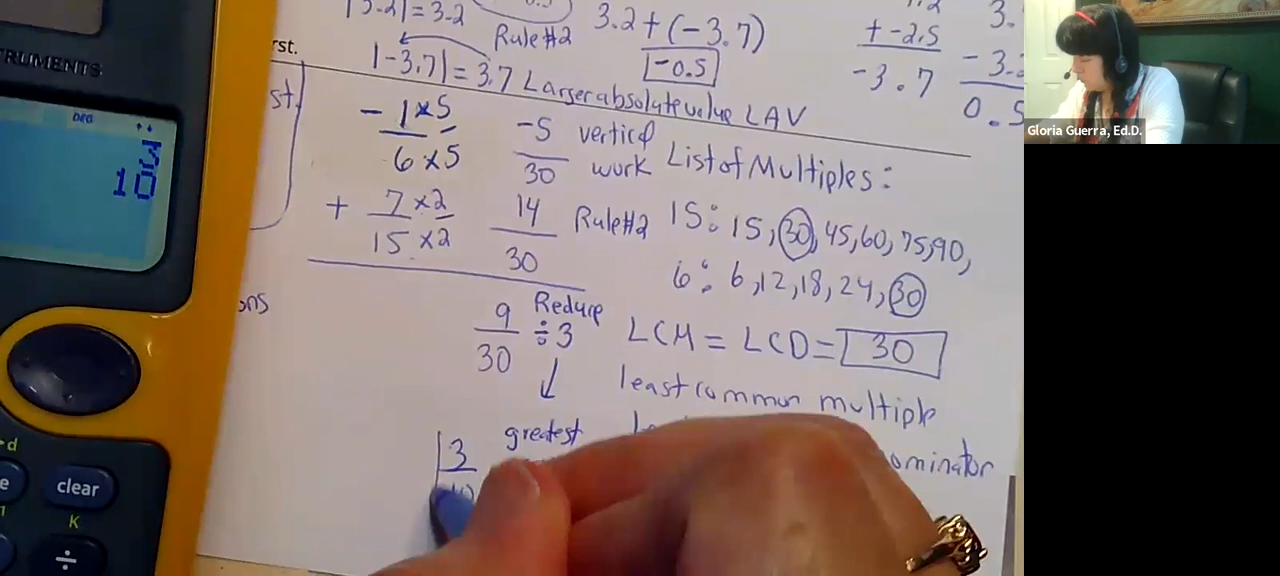 |3.2| = 3.2
Rule#2
3.2 + (-3.7)
-0.5
+ -2.5
-3.7
0.5
rst.
|-3.7| = 3.7 Larger absolute value LAV
st.
- 1 × 5
6 × 5
-5
30
vertical
work
List of Multiples:
+ 7 × 2
15 × 2
14
30
Rule#2
15: 15, 30, 45, 60, 75, 90,
6: 6, 12, 18, 24, 30
9
30
Reduce
÷ 3
LCM = LCD = 30
least common multiple
ominator
greatest
3
10
ons
TRUMENTS
DEG
3
10
clear
K
÷
Gloria Guerra, Ed.D.